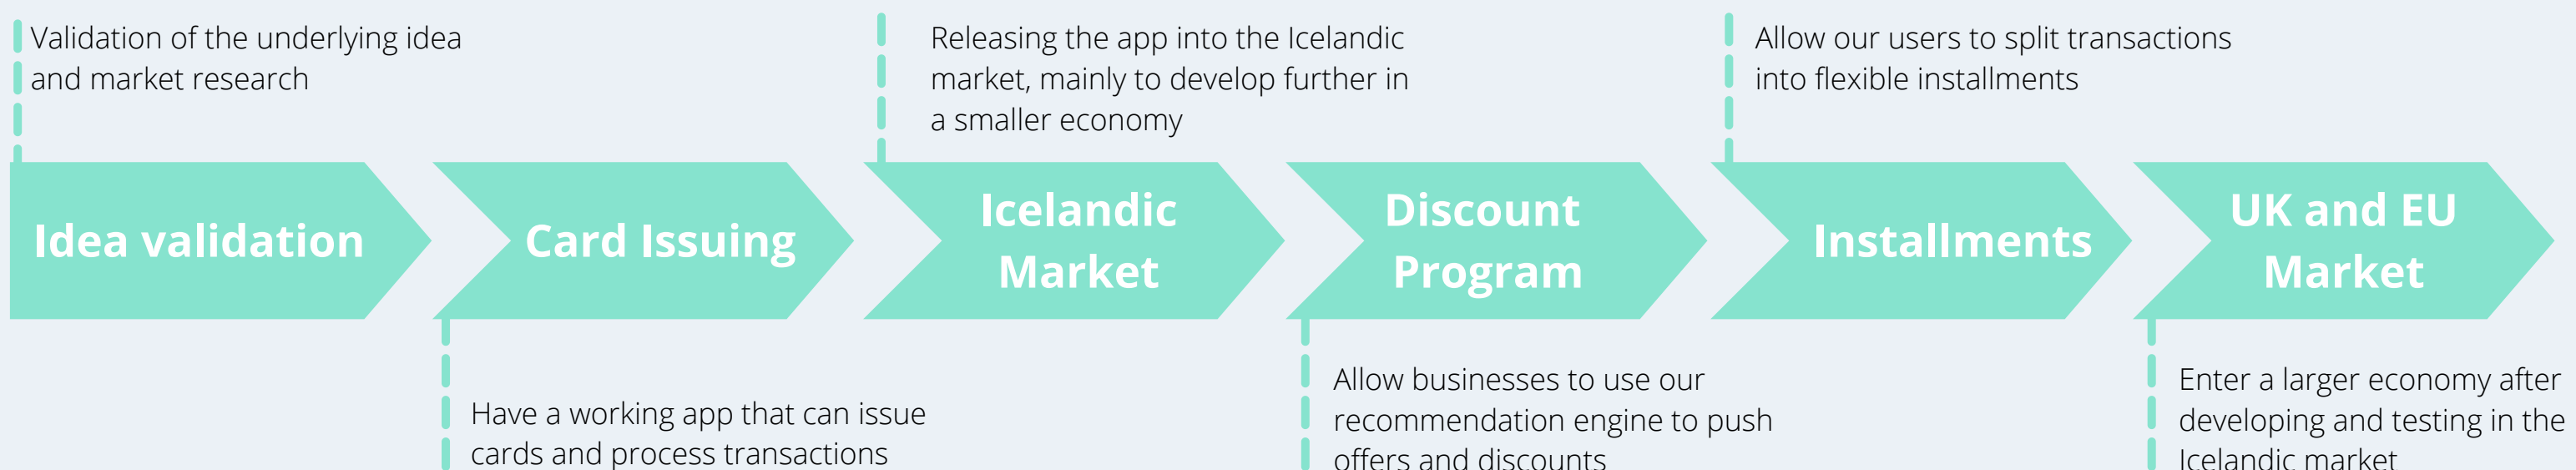 Validation of the underlying idea
and market research
Releasing the app into the Icelandic
market, mainly to develop further in
a smaller economy
Allow our users to split transactions
into flexible installments
Idea validation
Card Issuing
Icelandic
Market
Discount
Program
Installments
UK and EU
Market
Have a working app that can issue
cards and process transactions
Allow businesses to use our
recommendation engine to push
offers and discounts
Enter a larger economy after
developing and testing in the
Icelandic market